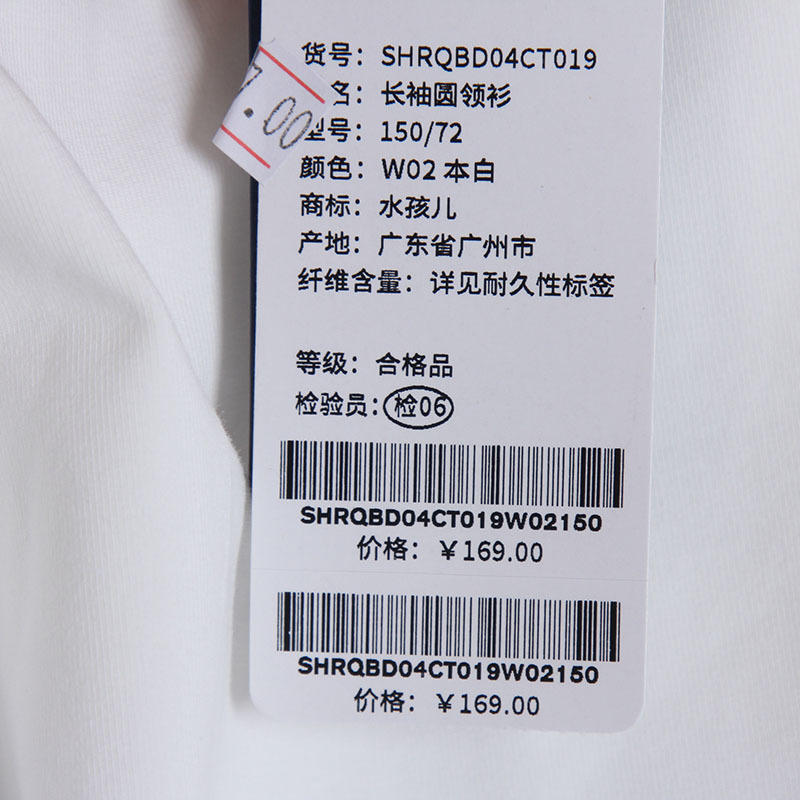 货号：SHRQBD04CT019
名：长袖圆领衫
型号：150/72
颜色：W02 本白
商标：水孩儿
产地：广东省广州市
纤维含量：详见耐久性标签
等级：合格品
检验员：检06
SHRQBD04CT019W02150
价格：￥169.00
SHRQBD04CT019W02150
价格：￥169.00
7.00